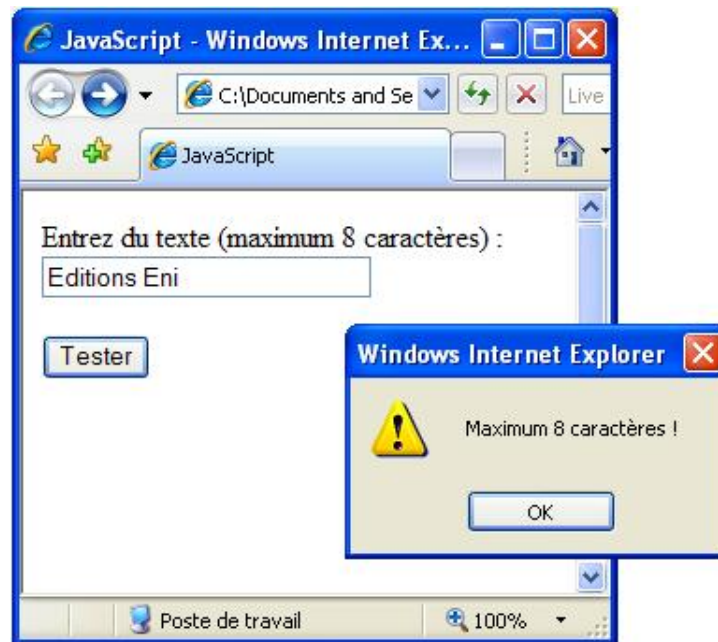 JavaScript - Windows Internet Ex...
C:\Documents and Se
Live
JavaScript
Entrez du texte (maximum 8 caractères) :
Editions Eni
Tester
Windows Internet Explorer
Maximum 8 caractères !
OK
Poste de travail
100%